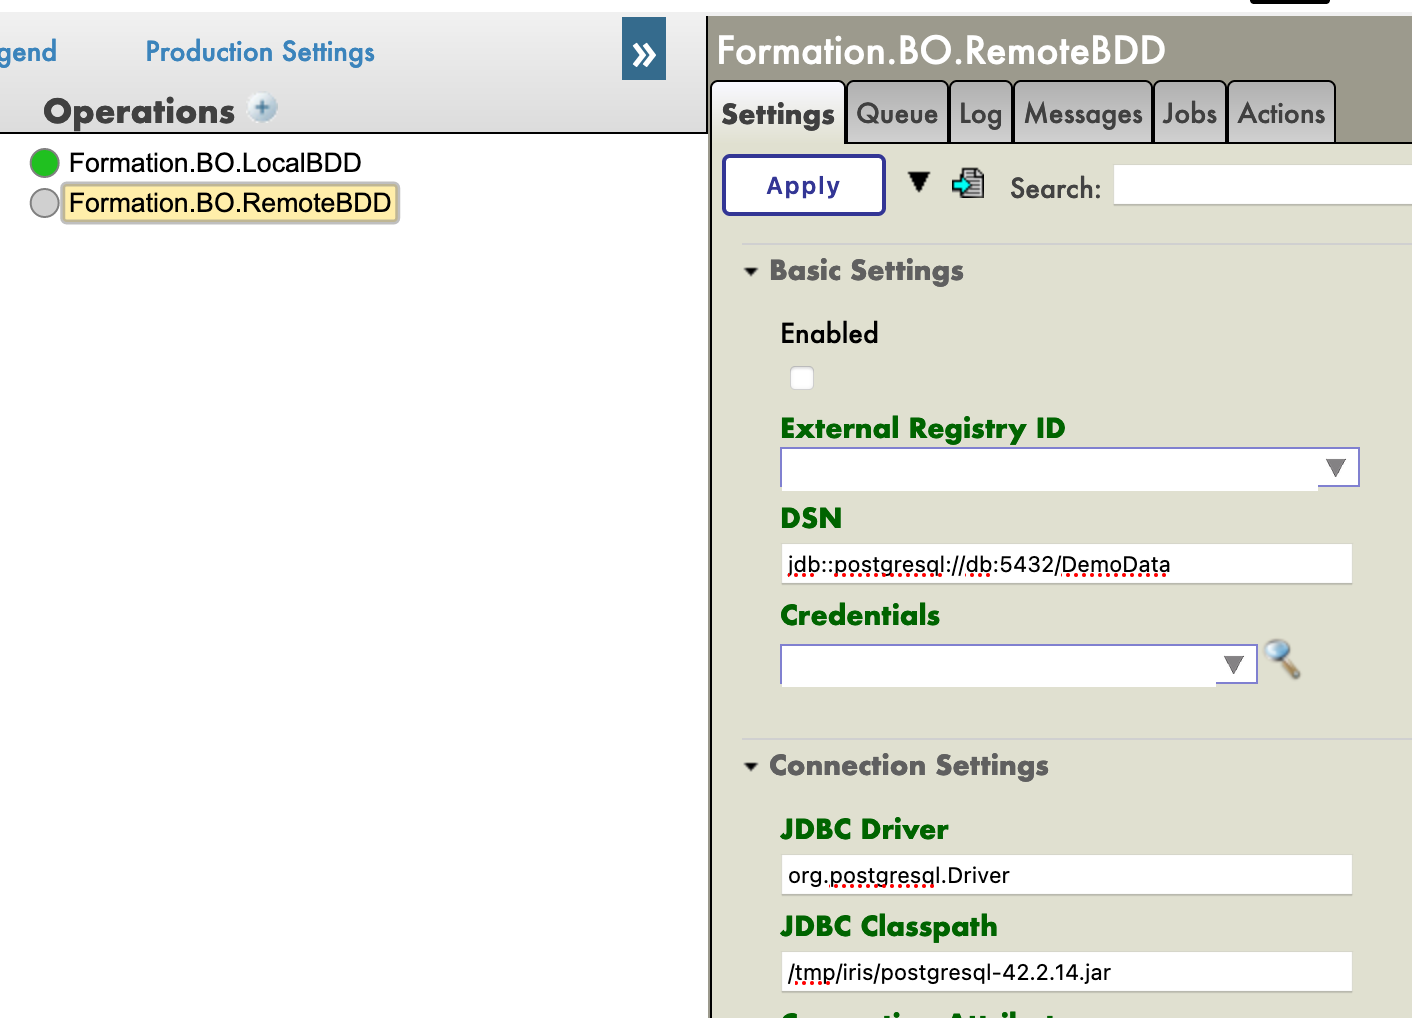 gend
Production Settings
»
Operations
Formation.BO.LocalBDD
Formation.BO.RemoteBDD
Formation.BO.RemoteBDD
Settings
Queue
Log
Messages
Jobs
Actions
Apply
Search:
Basic Settings
Enabled
External Registry ID
DSN
jdb::postgresql://db:5432/DemoData
Credentials
Connection Settings
JDBC Driver
org.postgresql.Driver
JDBC Classpath
/tmp/iris/postgresql-42.2.14.jar